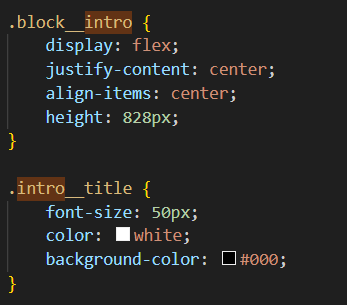 .block__intro {
    display: flex;
    justify-content: center;
    align-items: center;
    height: 828px;
}

.intro__title {
    font-size: 50px;
    color: white;
    background-color: #000;
}